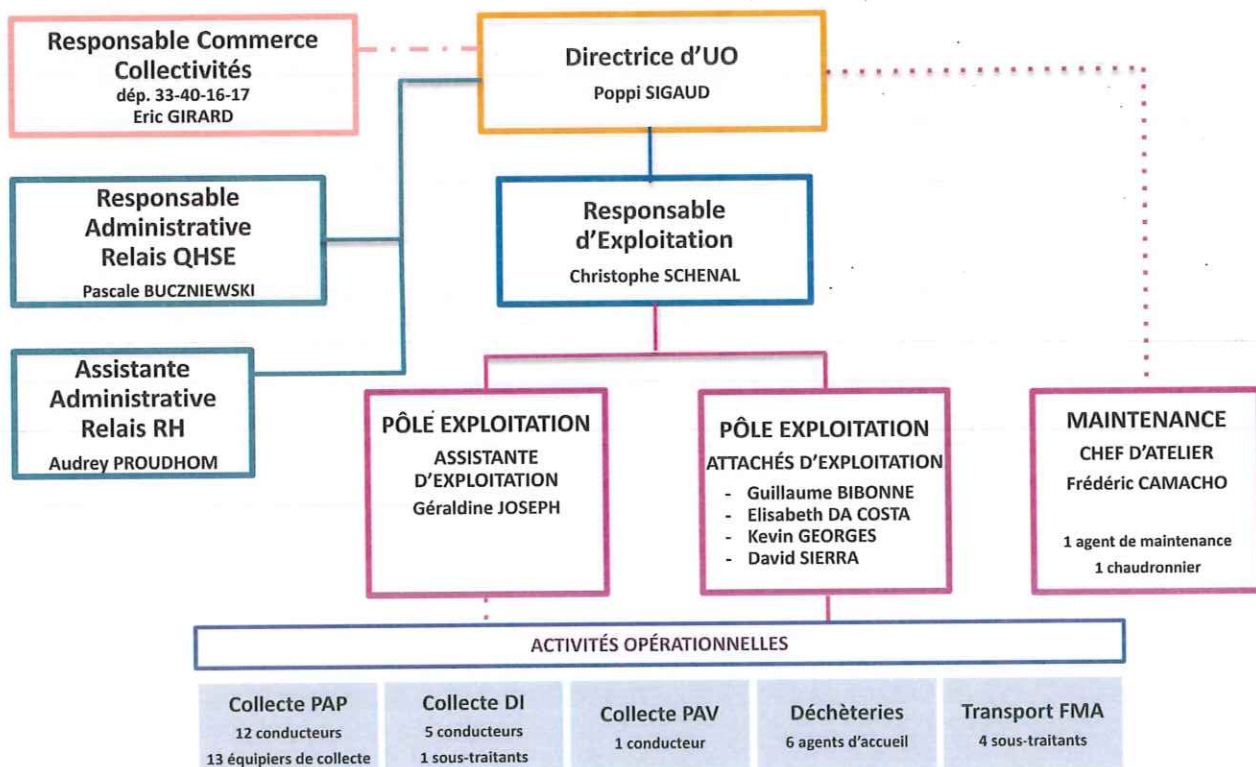 Responsable Commerce
Collectivités
dép. 33-40-16-17
Eric GIRARD
Directrice d'UO
Poppi SIGAUD
Responsable
Administrative
Relais QHSE
Pascale BUCZNIEWSKI
Responsable
d'Exploitation
Christophe SCHENAL
Assistante
Administrative
Relais RH
Audrey PROUDHOM
PÔLE EXPLOITATION
ASSISTANTE
D'EXPLOITATION
Géraldine JOSEPH
PÔLE EXPLOITATION
ATTACHÉS D'EXPLOITATION
- Guillaume BIBONNE
- Elisabeth DA COSTA
- Kevin GEORGES
- David SIERRA
MAINTENANCE
CHEF D'ATELIER
Frédéric CAMACHO
1 agent de maintenance
1 chaudronnier
ACTIVITÉS OPÉRATIONNELLES
Collecte PAP
12 conducteurs
13 équipiers de collecte
Collecte DI
5 conducteurs
1 sous-traitants
Collecte PAV
1 conducteur
Déchèteries
6 agents d'accueil
Transport FMA
4 sous-traitants